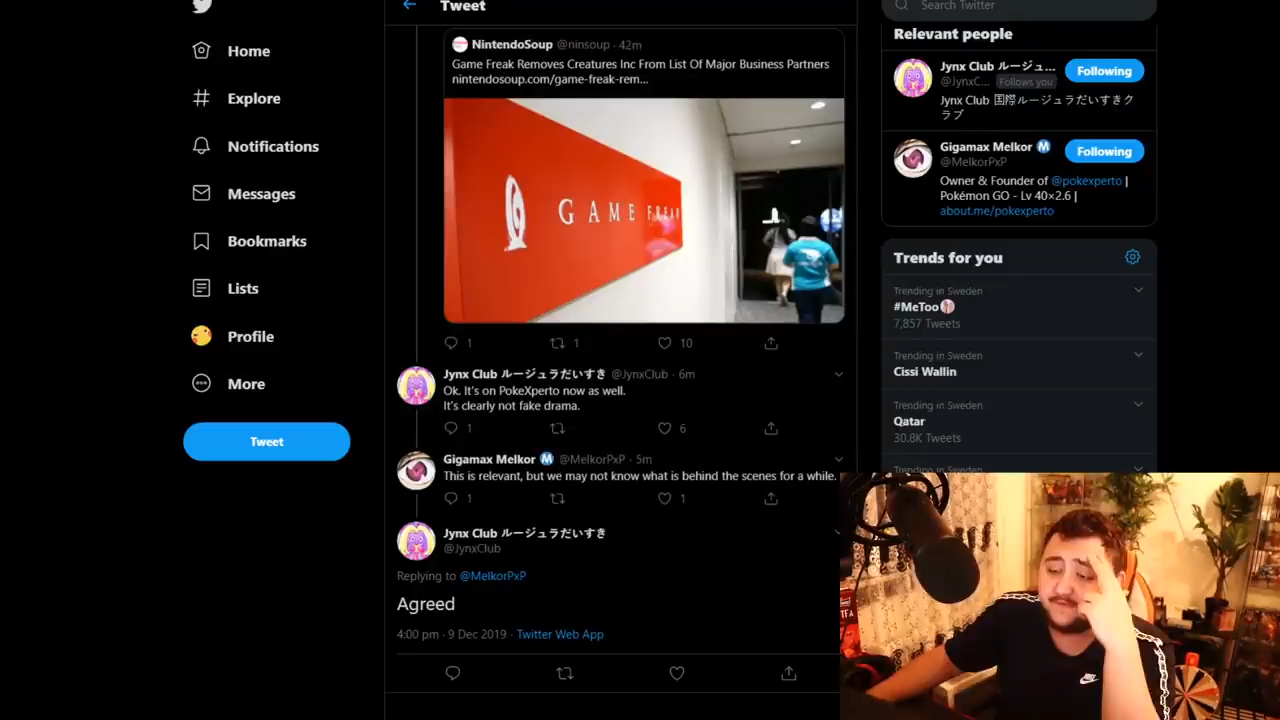 Tweet
Search Twitter
Home
Explore
Notifications
Messages
Bookmarks
Lists
Profile
More
Tweet
NintendoSoup @ninsoup · 42m
Game Freak Removes Creatures Inc From List Of Major Business Partners
nintendosoup.com/game-freak-rem...
GAME FREAK
1
1
10
Jynx Club ルージュラだいすき @JynxClub · 6m
Ok. It's on PokeXperto now as well.
It's clearly not fake drama.
1
6
Gigamax Melkor M @MelkorPxP · 5m
This is relevant, but we may not know what is behind the scenes for a while.
1
1
Jynx Club ルージュラだいすき
@JynxClub
Replying to @MelkorPxP
Agreed
4:00 pm · 9 Dec 2019 · Twitter Web App
Relevant people
Jynx Club ルージュ...
@JynxC... Follows you
Following
Jynx Club 国際ルージュラだいすきク
ラブ
Gigamax Melkor M
@MelkorPxP
Following
Owner & Founder of @pokexperto |
Pokémon GO - Lv 40×2.6 |
about.me/pokexperto
Trends for you
Trending in Sweden
#MeToo
7,857 Tweets
Trending in Sweden
Cissi Wallin
Trending in Sweden
Qatar
30.8K Tweets
Trending in Sweden